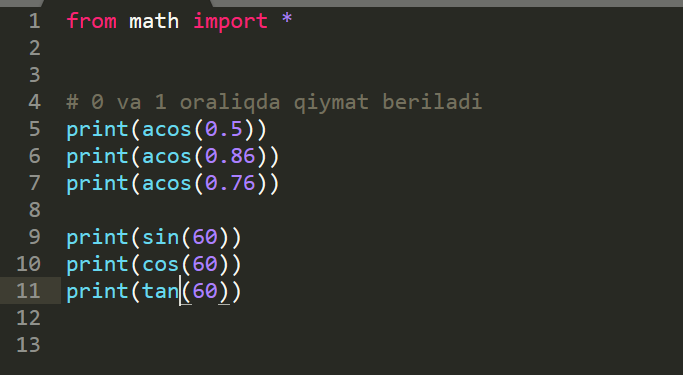 1 from math import *
2
3
4 # 0 va 1 oraliqda qiymat beriladi
5 print(acos(0.5))
6 print(acos(0.86))
7 print(acos(0.76))
8
9 print(sin(60))
10 print(cos(60))
11 print(tan(60))
12
13